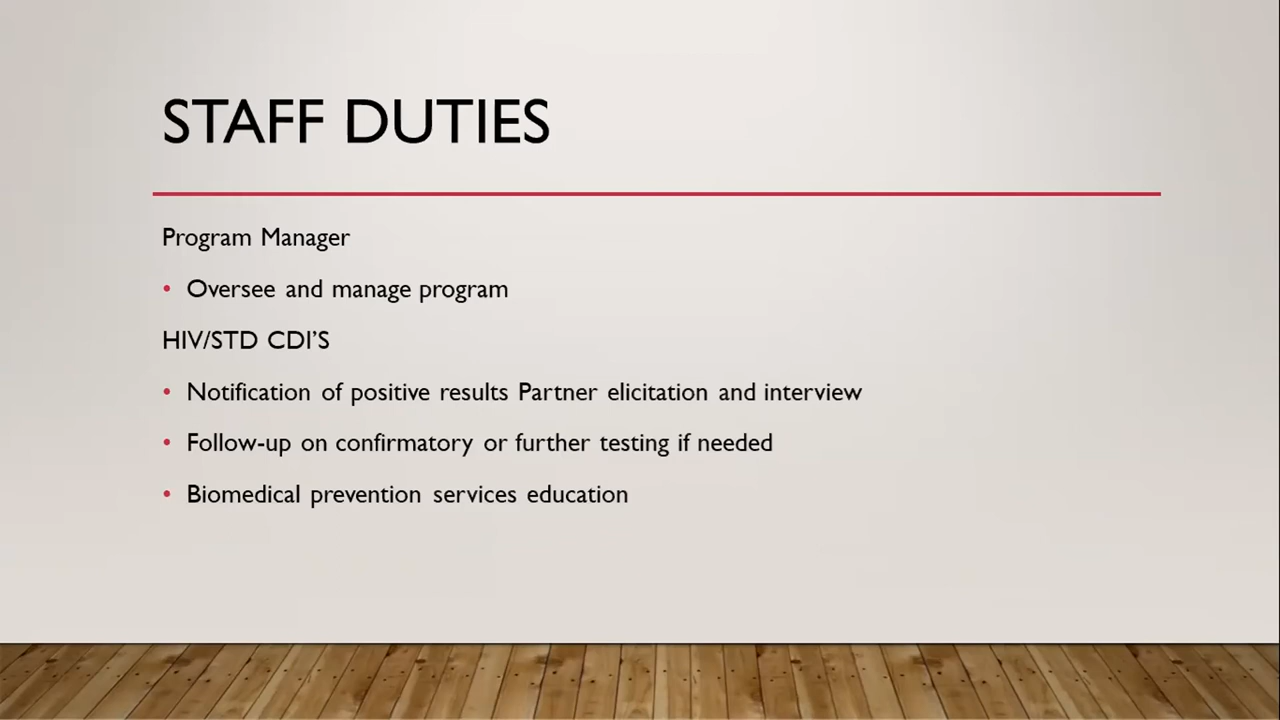 STAFF DUTIES
Program Manager
• Oversee and manage program
HIV/STD CDI’S
• Notification of positive results Partner elicitation and interview
• Follow-up on confirmatory or further testing if needed
• Biomedical prevention services education